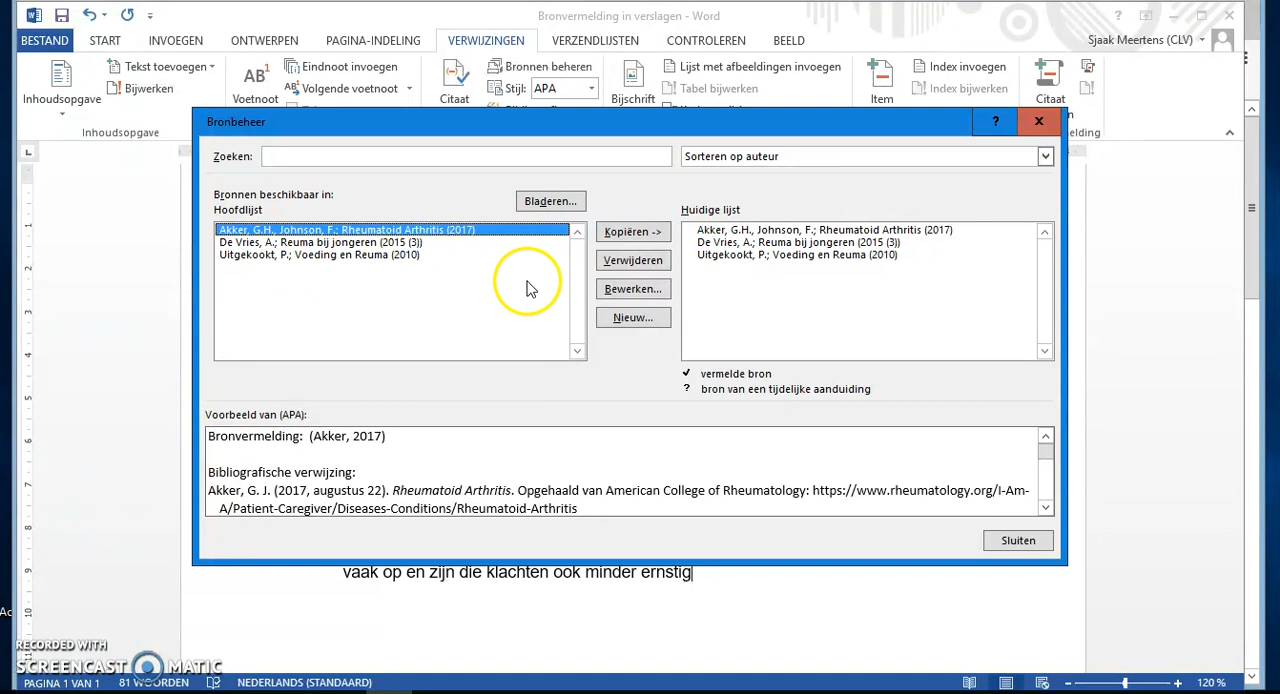 Bronvermelding in verslagen - Word
BESTAND START INVOEGEN ONTWERPEN PAGINA-INDELING VERWIJZINGEN VERZENDLIJSTEN CONTROLEREN BEELD Sjaak Meertens (CLV)
Tekst toevoegen Eindnoot invoegen Bronnen beheren Lijst met afbeeldingen invoegen Index invoegen
Inhoudsopgave Bijwerken Voetnoot AB¹ Volgende voetnoot Citaat Stijl: APA Bijschrift Tabel bijwerken Item Index bijwerken Citaat
Inhoudsopgave
Bronbeheer
Zoeken: Sorteren op auteur
Bronnen beschikbaar in:
Hoofdlijst Bladeren... Huidige lijst
Akker, G.H., Johnson, F.; Rheumatoid Arthritis (2017) Kopiëren -> Akker, G.H., Johnson, F.; Rheumatoid Arthritis (2017)
De Vries, A.; Reuma bij jongeren (2015 (3)) De Vries, A.; Reuma bij jongeren (2015 (3))
Uitgekookt, P.; Voeding en Reuma (2010) Verwijderen Uitgekookt, P.; Voeding en Reuma (2010)
Bewerken...
Nieuw...
vermelde bron
? bron van een tijdelijke aanduiding
Voorbeeld van (APA):
Bronvermelding: (Akker, 2017)
Bibliografische verwijzing:
Akker, G. J. (2017, augustus 22). Rheumatoid Arthritis. Opgehaald van American College of Rheumatology: https://www.rheumatology.org/I-Am-
A/Patient-Caregiver/Diseases-Conditions/Rheumatoid-Arthritis
Sluiten
vaak op en zijn die klachten ook minder ernstig
RECORDED WITH
SCREENCAST MATIC
PAGINA 1 VAN 1 81 WOORDEN NEDERLANDS (STANDAARD) 120 %